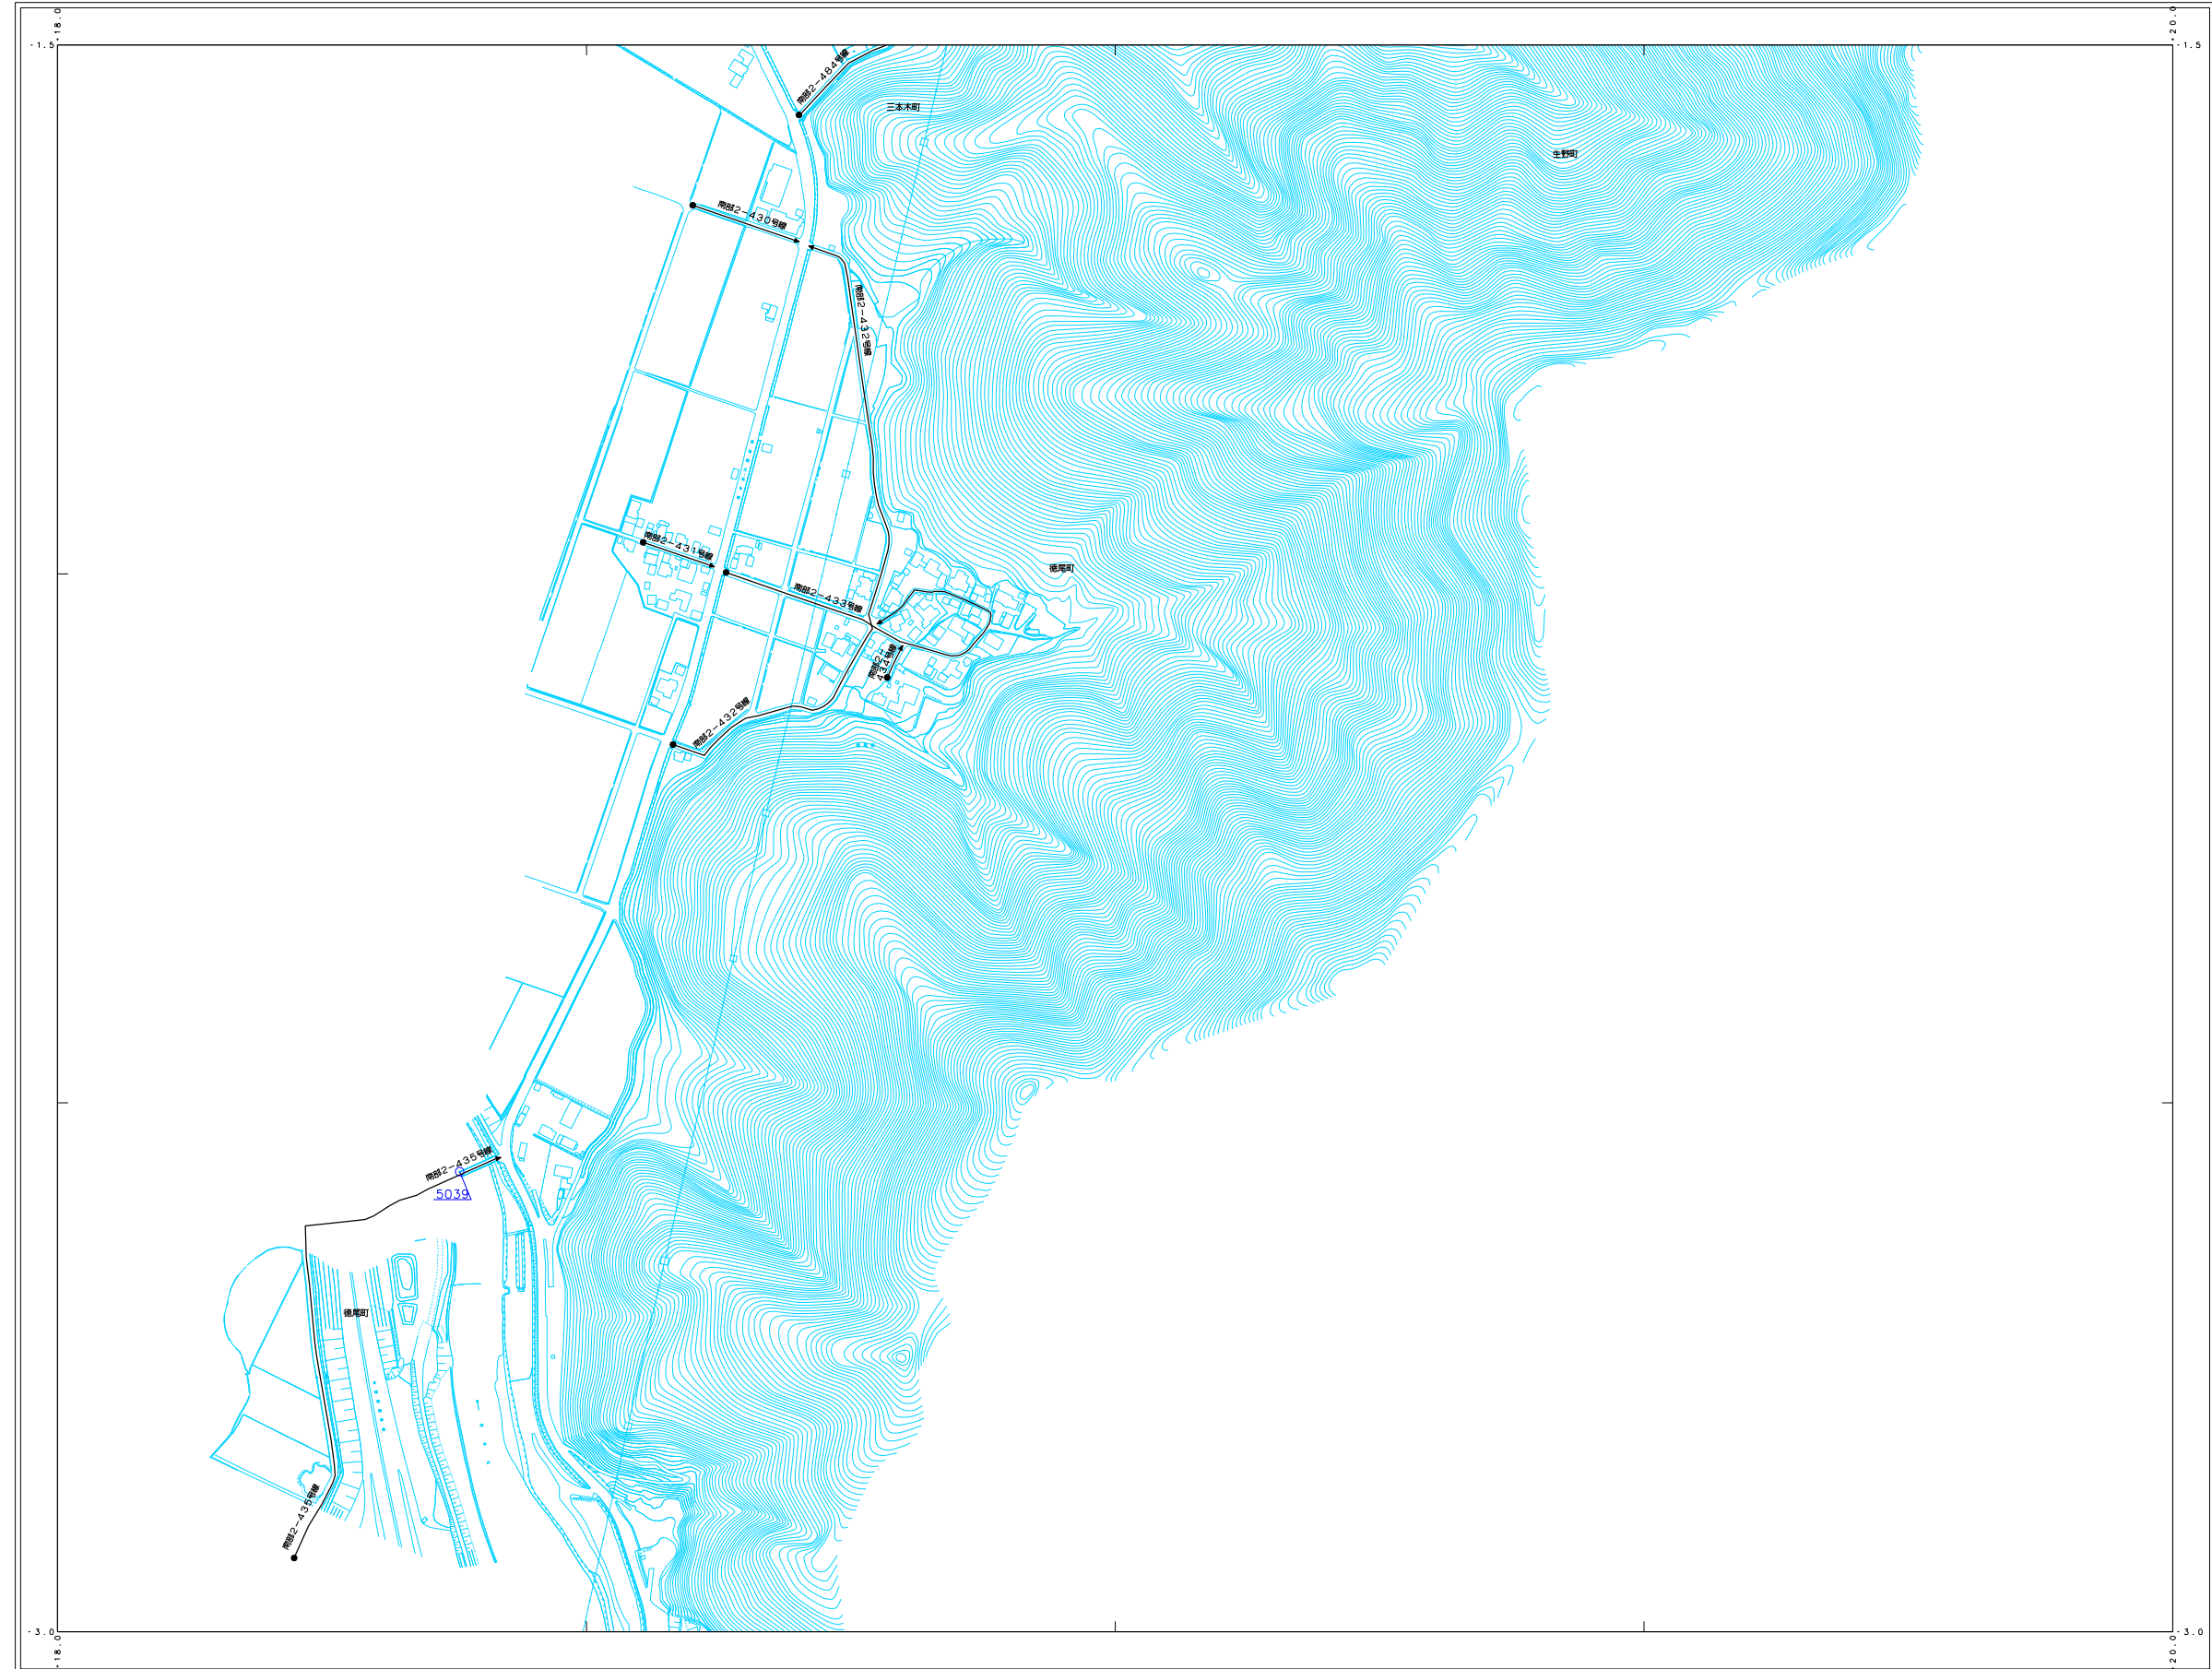 +18.0
+20.0
-1.5
-1.5
南部2-484号線
三本木町
生野町
南部2-430号線
南部2-432号線
南部2-431号線
徳尾町
南部2-433号線
南部2-
434号線
南部2-432号線
南部2-435号線
5039
徳尾町
南部2-435号線
-3.0
-3.0
+18.0
+20.0